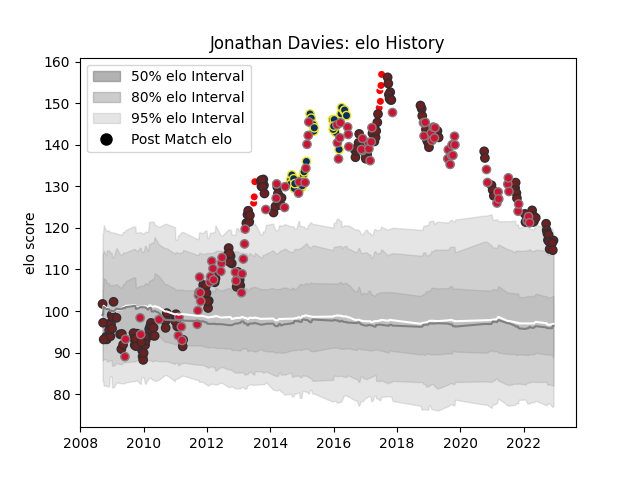 Jonathan Davies: elo History
160
150
140
130
120
110
100
90
80
elo score
50% elo Interval
80% elo Interval
95% elo Interval
Post Match elo
2008 2010 2012 2014 2016 2018 2020 2022